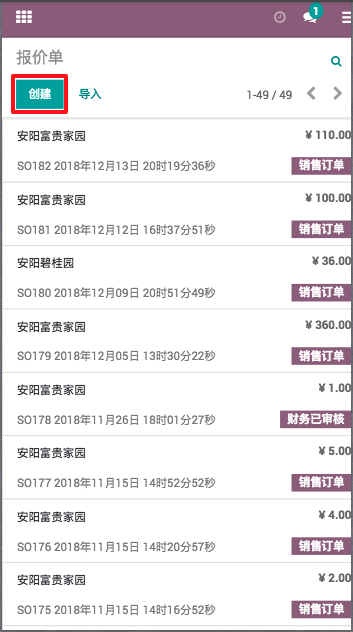 1
报价单
创建 导入 1-49 / 49
安阳富贵家园 ¥ 110.00
SO182 2018年12月13日 20时19分36秒 销售订单
安阳富贵家园 ¥ 100.00
SO181 2018年12月12日 16时37分51秒 销售订单
安阳碧桂园 ¥ 36.00
SO180 2018年12月09日 20时51分49秒 销售订单
安阳富贵家园 ¥ 360.00
SO179 2018年12月05日 13时30分22秒 销售订单
安阳富贵家园 ¥ 1.00
SO178 2018年11月26日 18时01分27秒 财务已审核
安阳富贵家园 ¥ 5.00
SO177 2018年11月15日 14时52分52秒 销售订单
安阳富贵家园 ¥ 4.00
SO176 2018年11月15日 14时20分57秒 销售订单
安阳富贵家园 ¥ 2.00
SO175 2018年11月15日 14时16分52秒 销售订单